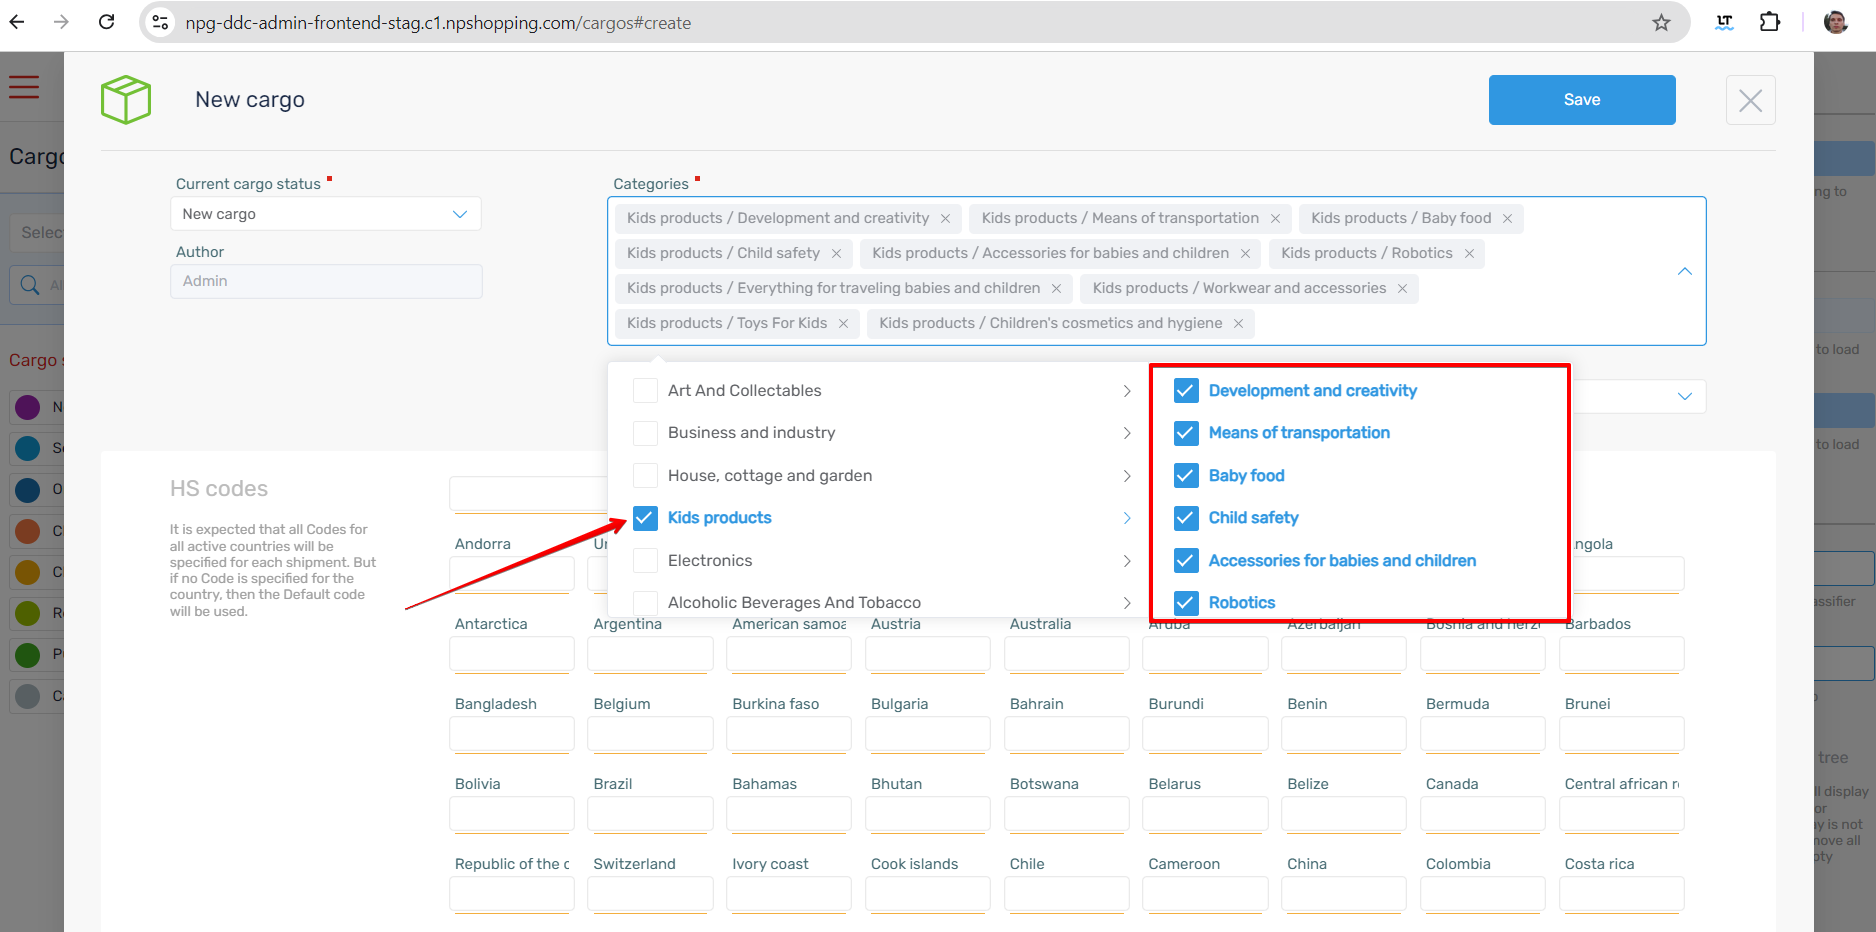 npg-ddc-admin-frontend-stag.c1.npshopping.com/cargos#create
LT
New cargo
Save
Current cargo status
New cargo
Author
Admin
Categories
Kids products / Development and creativity
Kids products / Means of transportation
Kids products / Baby food
Kids products / Child safety
Kids products / Accessories for babies and children
Kids products / Robotics
Kids products / Everything for traveling babies and children
Kids products / Workwear and accessories
Kids products / Toys For Kids
Kids products / Children's cosmetics and hygiene
Art And Collectables
Business and industry
House, cottage and garden
Kids products
Electronics
Alcoholic Beverages And Tobacco
Development and creativity
Means of transportation
Baby food
Child safety
Accessories for babies and children
Robotics
HS codes
It is expected that all Codes for
all active countries will be
specified for each shipment. But
if no Code is specified for the
country, then the Default code
will be used.
Andorra
Antarctica Argentina American samoa Austria Australia Aruba Azerbaijan Bosnia and Barbados
Bangladesh Belgium Burkina faso Bulgaria Bahrain Burundi Benin Bermuda Brunei
Bolivia Brazil Bahamas Bhutan Botswana Belarus Belize Canada Central african r
Republic of the c Switzerland Ivory coast Cook islands Chile Cameroon China Colombia Costa rica
Cargo
Selec
Cargo s
ng to
to load
to load
assifier
tree
ll display
or
ay is not
move all
pty